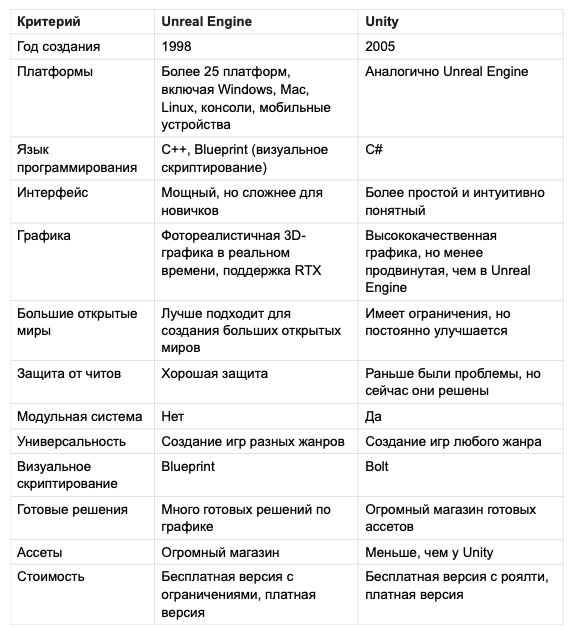 Критерий Unreal Engine Unity
Год создания 1998 2005
Платформы Более 25 платформ, Аналогично Unreal Engine
включая Windows, Mac,
Linux, консоли, мобильные
устройства
Язык C++, Blueprint (визуальное C#
программирования скриптирование)
Интерфейс Мощный, но сложнее для Более простой и интуитивно
новичков понятный
Графика Фотореалистичная 3D- Высококачественная
графика в реальном графика, но менее
времени, поддержка RTX продвинутая, чем в Unreal
Engine
Большие открытые Лучше подходит для Имеет ограничения, но
миры создания больших открытых постоянно улучшается
миров
Защита от читов Хорошая защита Раньше были проблемы, но
сейчас они решены
Модульная система Нет Да
Универсальность Создание игр разных жанров Создание игр любого жанра
Визуальное Blueprint Bolt
скриптирование
Готовые решения Много готовых решений по Огромный магазин готовых
графике ассетов
Ассеты Огромный магазин Меньше, чем у Unity
Стоимость Бесплатная версия с Бесплатная версия с роялти,
ограничениями, платная платная версия
версия